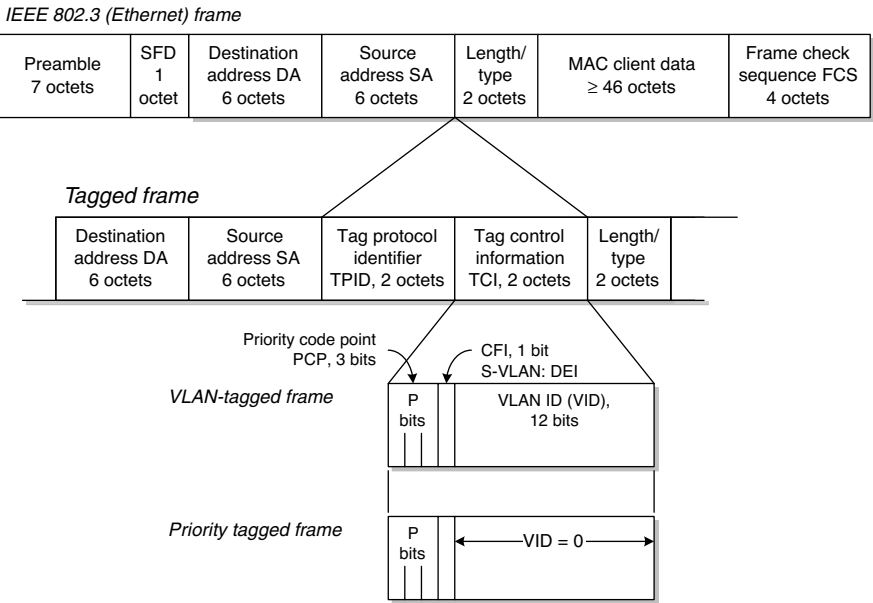 IEEE 802.3 (Ethernet) frame
Preamble
7 octets
SFD
1
octet
Destination
address DA
6 octets
Source
address SA
6 octets
Length/
type
2 octets
MAC client data
≥ 46 octets
Frame check
sequence FCS
4 octets
Tagged frame
Destination
address DA
6 octets
Source
address SA
6 octets
Tag protocol
identifier
TPID, 2 octets
Tag control
information
TCI, 2 octets
Length/
type
2 octets
Priority code point
PCP, 3 bits
CFI, 1 bit
S-VLAN: DEI
VLAN-tagged frame
P
bits
VLAN ID (VID),
12 bits
Priority tagged frame
P
bits
VID = 0